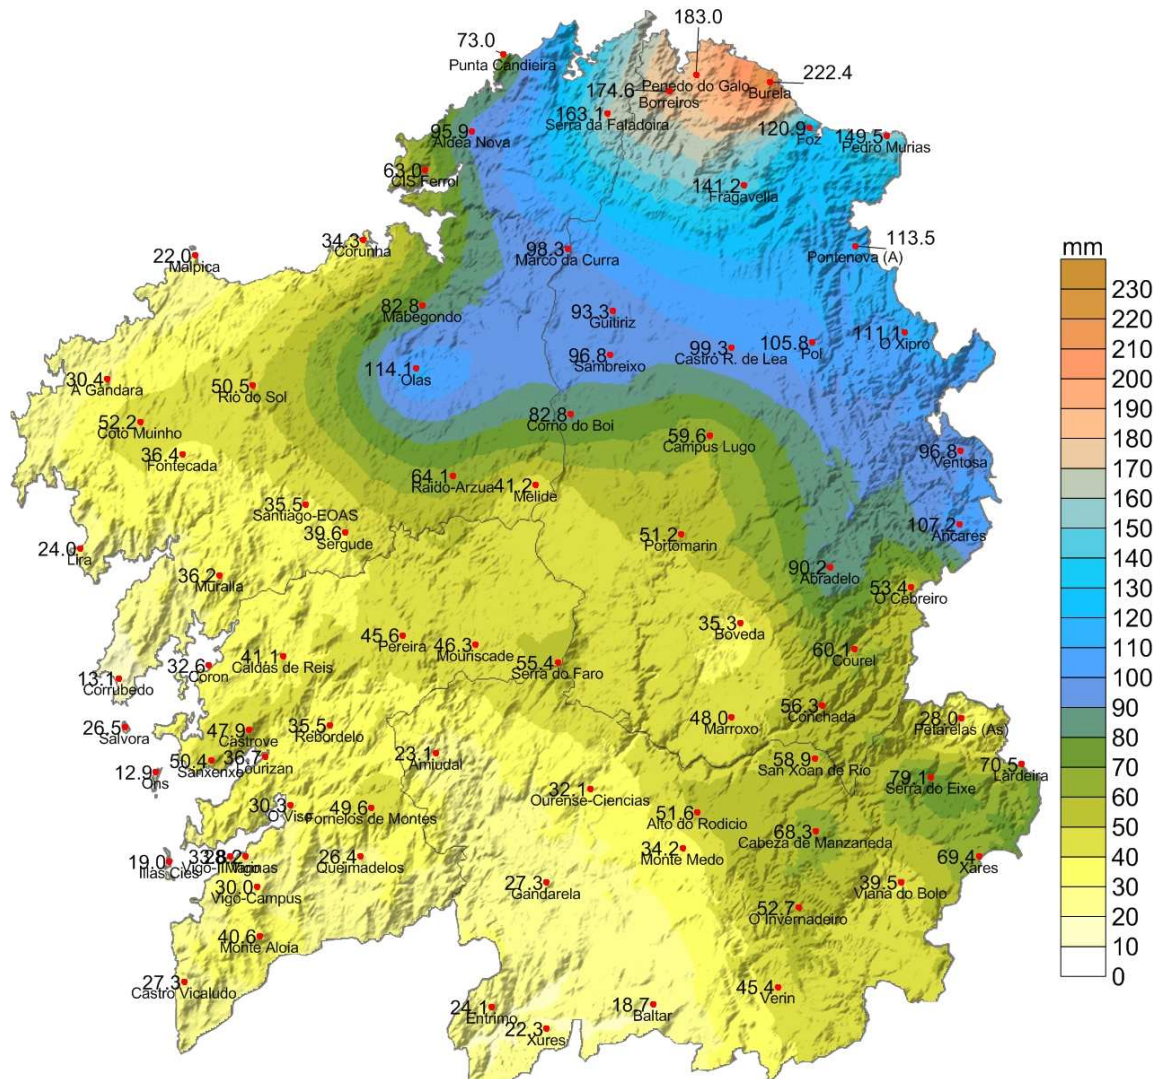 183.0
73.0
Punta Candieira
222.4
Penedo do Galo
174.6
Borreiros
Burela
163.1
Serra da Faladoira
120.9
Foz
95.9
Aldea Nova
149.5
Pedro Murias
63.0
CIS Ferrol
141.2
Fragavella
34.3
Corunha
98.3
Marco da Curra
113.5
Pontenova (A)
22.0
Malpica
mm
82.8
Mabegondo
93.3
Guitiriz
111.1
O Xipro
105.8
Pol
99.3
Castro R. de Lea
96.8
Sambreixo
114.1
Olas
30.4
A Gandara
50.5
Rio do Sol
52.2
Coto Muinho
82.8
Corno do Boi
59.6
Campus Lugo
36.4
Fontecada
96.8
Ventosa
64.1
Raido-Arzua
41.2
Melide
35.5
Santiago-EOAS
39.6
Sergude
107.2
Ancares
51.2
Portomarin
24.0
Lira
90.2
Abradelo
36.2
Muralla
53.4
O Cebreiro
35.3
Boveda
45.6
Pereira
46.3
Mouriscade
60.1
Courel
41.1
Caldas de Reis
32.6
Coron
55.4
Serra do Faro
13.1
Corrubedo
56.3
Conchada
48.0
Marroxo
28.0
Petarelas (As)
26.5
Salvora
47.9
Castrove
35.5
Rebordelo
23.1
Amiudal
50.4
Sanxenxo
36.7
Lourizan
58.9
San Xoan de Rio
70.5
Lardeira
12.9
Ons
79.1
Serra do Eixe
32.1
Ourense-Ciencias
30.3
O Viso
49.6
Fornelos de Montes
51.6
Alto do Rodicio
68.3
Cabeza de Manzaneda
34.2
Monte Medo
19.0
Illas Cies
26.4
Queimadelos
69.4
Xares
27.3
Gandarela
39.5
Viana do Bolo
30.0
Vigo-Campus
52.7
O Invernadeiro
40.6
Monte Aloia
27.3
Castro Vicaludo
45.4
Verin
24.1
Entrimo
18.7
Baltar
22.3
Xures
230
220
210
200
190
180
170
160
150
140
130
120
110
100
90
80
70
60
50
40
30
20
10
0